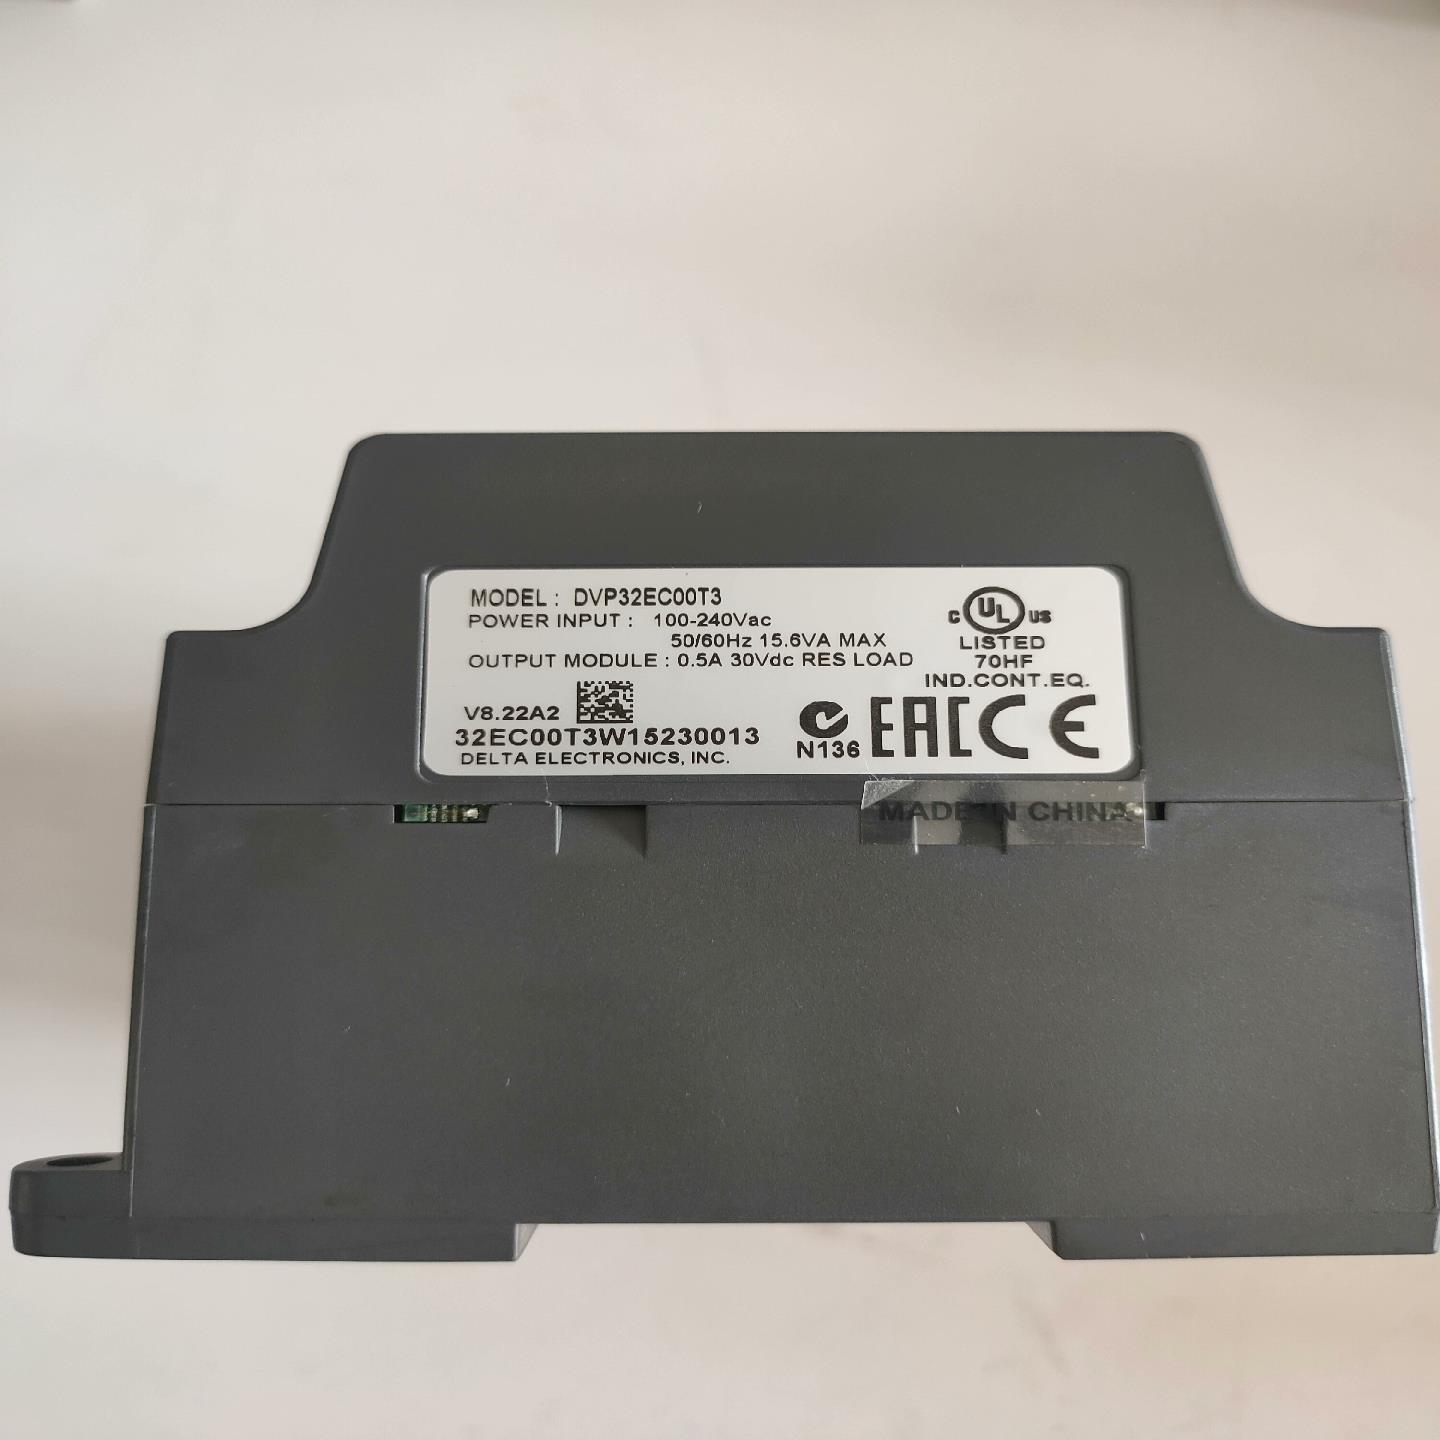 MODEL : DVP32EC00T3
POWER INPUT : 100-240Vac
50/60Hz 15.6VA MAX
OUTPUT MODULE : 0.5A 30Vdc RES LOAD
V8.22A2
32EC00T3W15230013
DELTA ELECTRONICS, INC.
C UL US
LISTED
70HF
IND.CONT.EQ.
N136
EAC CE
MADE IN CHINA